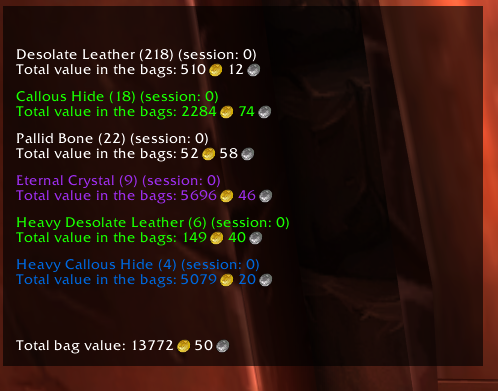 Desolate Leather (218) (session: 0)
Total value in the bags: 510 12
Callous Hide (18) (session: 0)
Total value in the bags: 2284 74
Pallid Bone (22) (session: 0)
Total value in the bags: 52 58
Eternal Crystal (9) (session: 0)
Total value in the bags: 5696 46
Heavy Desolate Leather (6) (session: 0)
Total value in the bags: 149 40
Heavy Callous Hide (4) (session: 0)
Total value in the bags: 5079 20
Total bag value: 13772 50